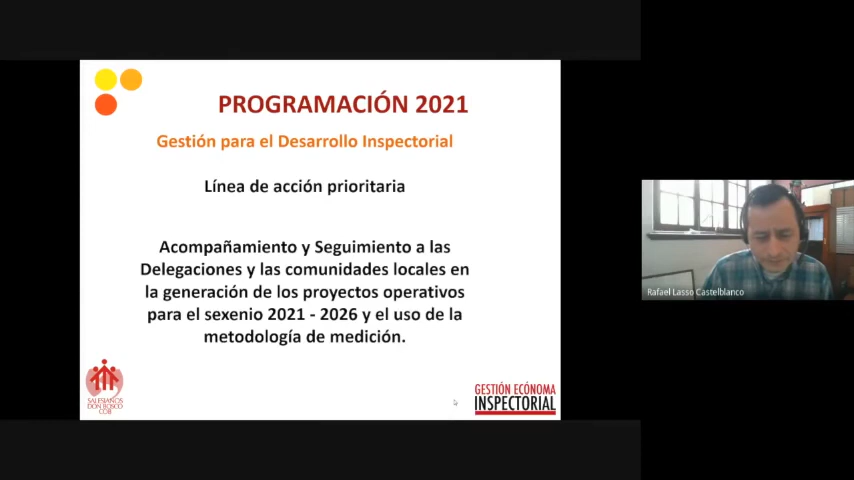 PROGRAMACIÓN 2021
Gestión para el Desarrollo Inspectorial
Línea de acción prioritaria
Acompañamiento y Seguimiento a las
Delegaciones y las comunidades locales en
la generación de los proyectos operativos
para el sexenio 2021 - 2026 y el uso de la
metodología de medición.
SALESIANOS
DON BOSCO
COB
GESTIÓN ECÓNOMA
INSPECTORIAL
Rafael Lasso Castelblanco